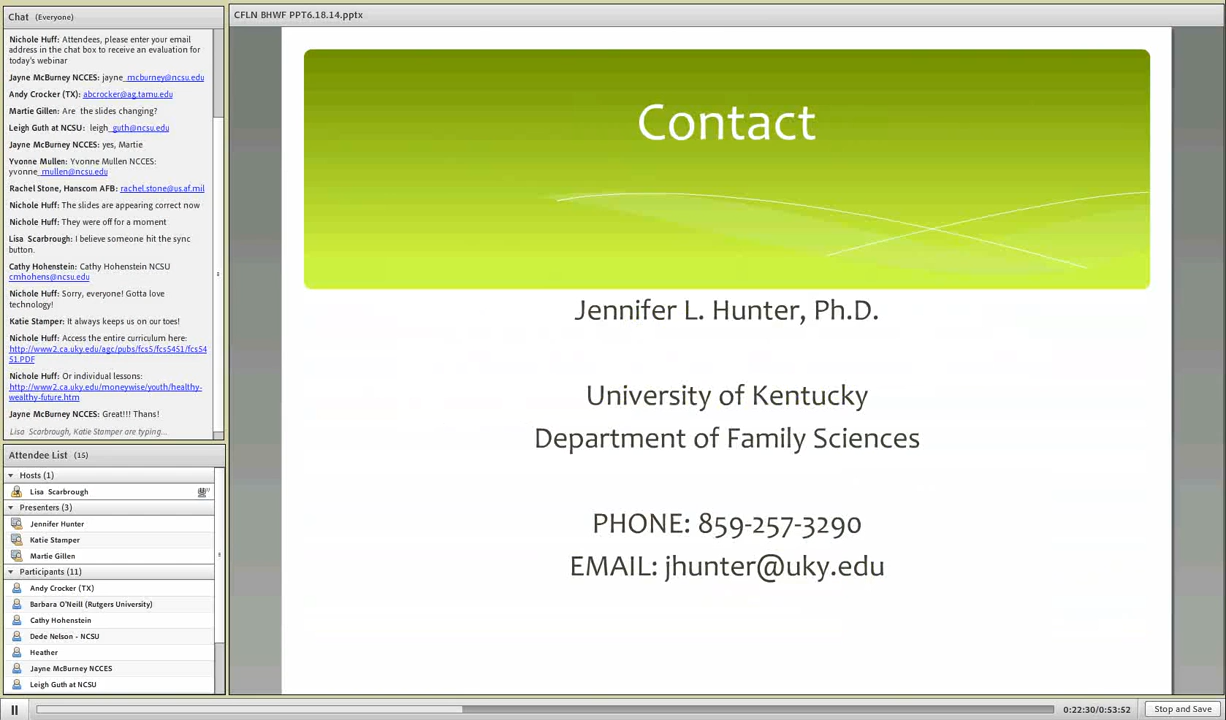 Chat (Everyone)
Nichole Huff: Attendees, please enter your email
address in the chat box to receive an evaluation for
today's webinar
Jayne McBurney NCCES: jayne_mcburney@ncsu.edu
Andy Crocker (TX): abcrocker@ag.tamu.edu
Martie Gillen: Are the slides changing?
Leigh Guth at NCSU: leigh_guth@ncsu.edu
Jayne McBurney NCCES: yes, Martie
Yvonne Mullen: Yvonne Mullen NCCES:
yvonne_mullen@ncsu.edu
Rachel Stone, Hanscom AFB: rachel.stone@us.af.mil
Nichole Huff: The slides are appearing correct now
Nichole Huff: They were off for a moment
Lisa Scarbrough: I believe someone hit the sync
button.
Cathy Hohenstein: Cathy Hohenstein NCSU
cmhohens@ncsu.edu
Nichole Huff: Sorry, everyone! Gotta love
technology!
Katie Stamper: It always keeps us on our toes!
Nichole Huff: Access the entire curriculum here:
http://www2.ca.uky.edu/agc/pubs/fcs5/fcs5451/fcs54
51.PDF
Nichole Huff: Or individual lessons:
http://www2.ca.uky.edu/moneywise/youth/healthy-
wealthy-future.htm
Jayne McBurney NCCES: Great!!! Thans!
Lisa Scarbrough, Katie Stamper are typing...
Attendee List (15)
Hosts (1)
Lisa Scarbrough
Presenters (3)
Jennifer Hunter
Katie Stamper
Martie Gillen
Participants (11)
Andy Crocker (TX)
Barbara O'Neill (Rutgers University)
Cathy Hohenstein
Dede Nelson - NCSU
Heather
Jayne McBurney NCCES
Leigh Guth at NCSU
CFLN BHWF PPT6.18.14.pptx
Contact
Jennifer L. Hunter, Ph.D.
University of Kentucky
Department of Family Sciences
PHONE: 859-257-3290
EMAIL: jhunter@uky.edu
0:22:30/0:53:52
Stop and Save